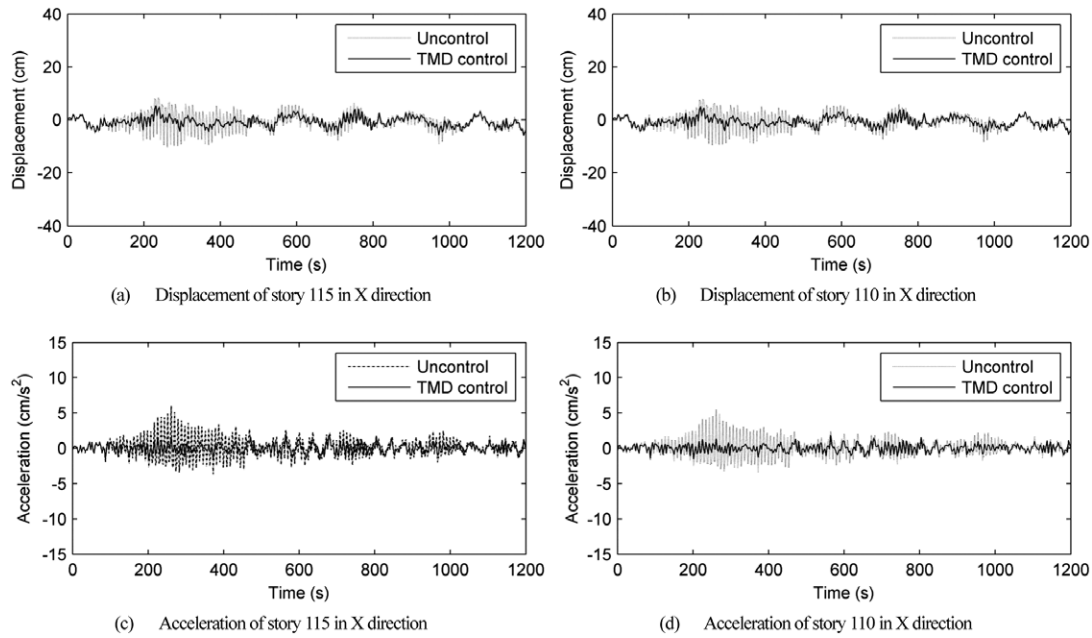 40
20
0
-20
-40
Displacement (cm)
Uncontrol
TMD control
0 200 400 600 800 1000 1200
Time (s)
(a) Displacement of story 115 in X direction
40
20
0
-20
-40
Displacement (cm)
Uncontrol
TMD control
0 200 400 600 800 1000 1200
Time (s)
(b) Displacement of story 110 in X direction
15
10
5
0
-5
-10
-15
Acceleration (cm/s²)
Uncontrol
TMD control
0 200 400 600 800 1000 1200
Time (s)
(c) Acceleration of story 115 in X direction
15
10
5
0
-5
-10
-15
Acceleration (cm/s²)
Uncontrol
TMD control
0 200 400 600 800 1000 1200
Time (s)
(d) Acceleration of story 110 in X direction